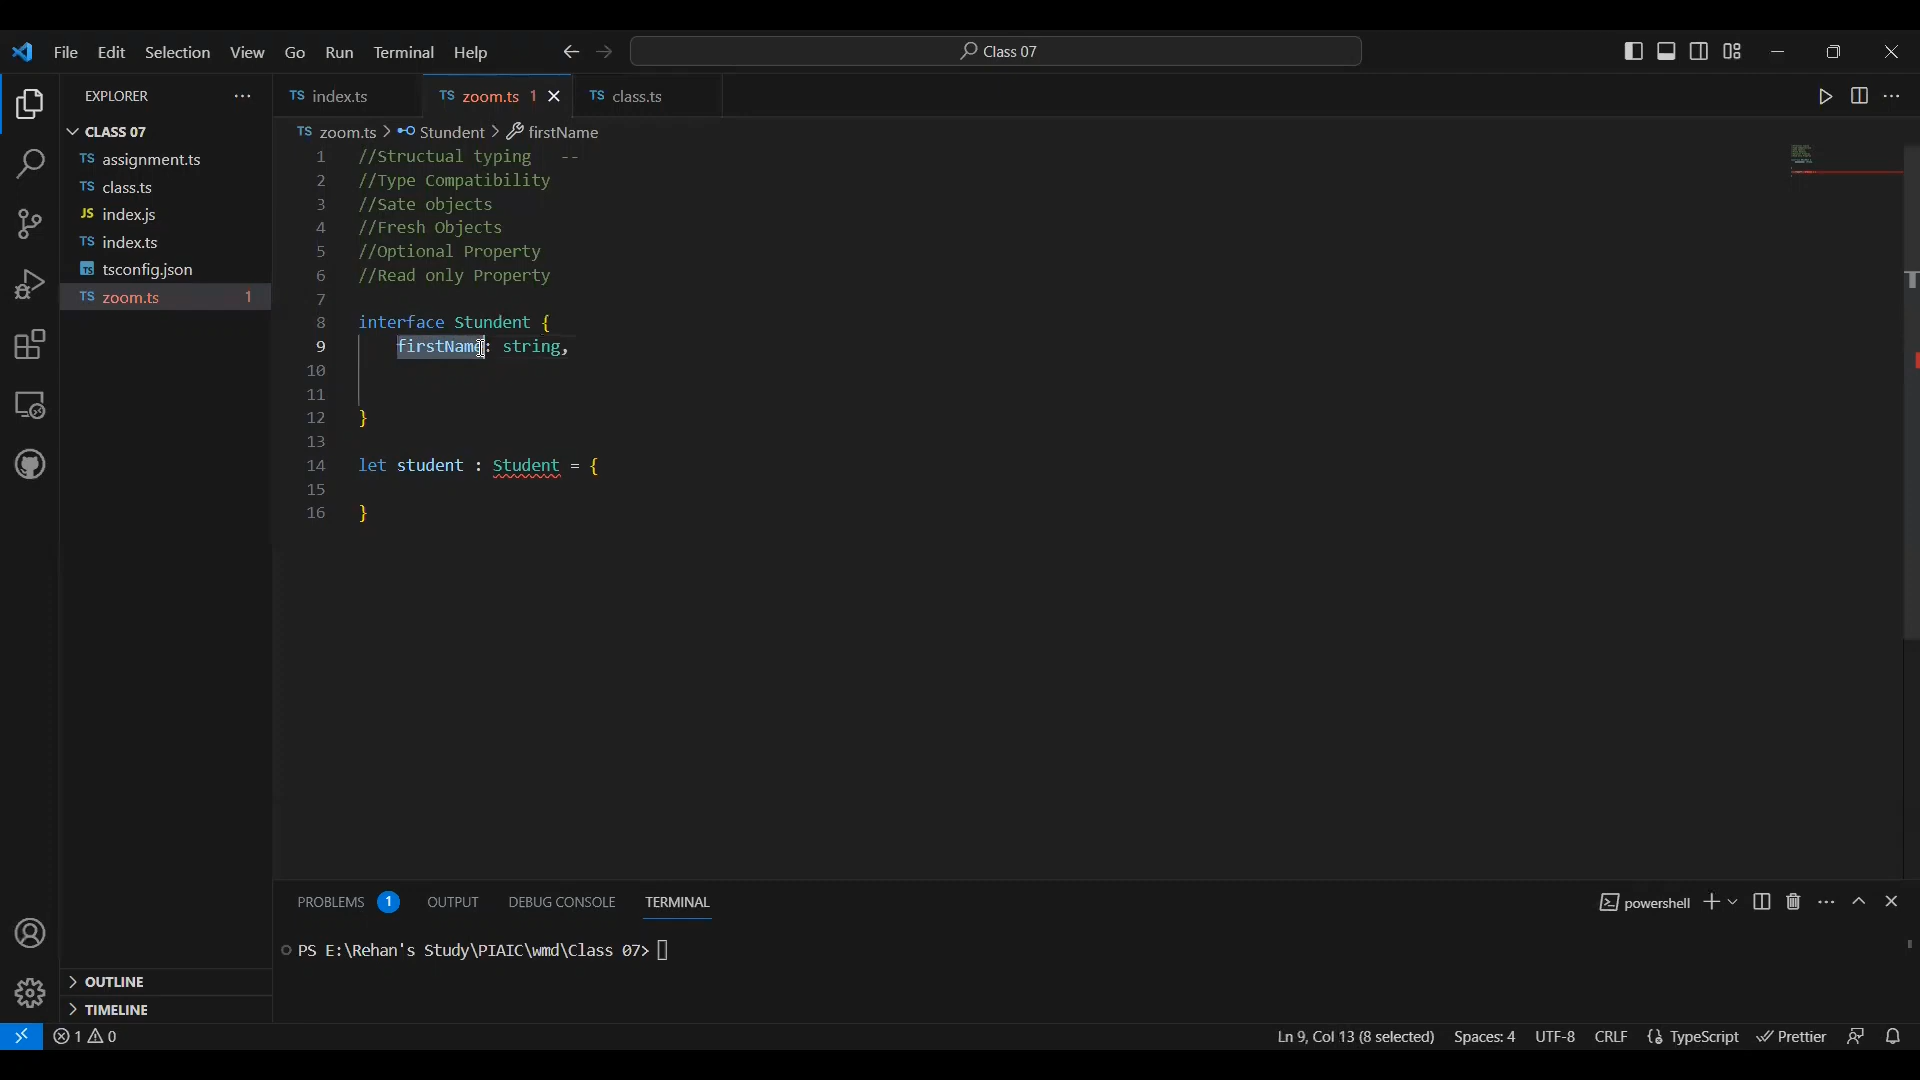 File Edit Selection View Go Run Terminal Help
Class 07
EXPLORER
TS index.ts
TS zoom.ts 1
TS class.ts
CLASS 07
TS assignment.ts
TS class.ts
JS index.js
TS index.ts
TS tsconfig.json
TS zoom.ts 1
TS zoom.ts > Stundent > firstName
1 //Structual typing --
2 //Type Compatibility
3 //Sate objects
4 //Fresh Objects
5 //Optional Property
6 //Read only Property
7
8 interface Stundent {
9 firstName: string,
10
11
12 }
13
14 let student : Student = {
15
16 }
PROBLEMS 1 OUTPUT DEBUG CONSOLE TERMINAL
powershell
PS E:\Rehan's Study\PIAIC\wmd\Class 07>
OUTLINE
TIMELINE
1 0
Ln 9, Col 13 (8 selected) Spaces: 4 UTF-8 CRLF TypeScript Prettier